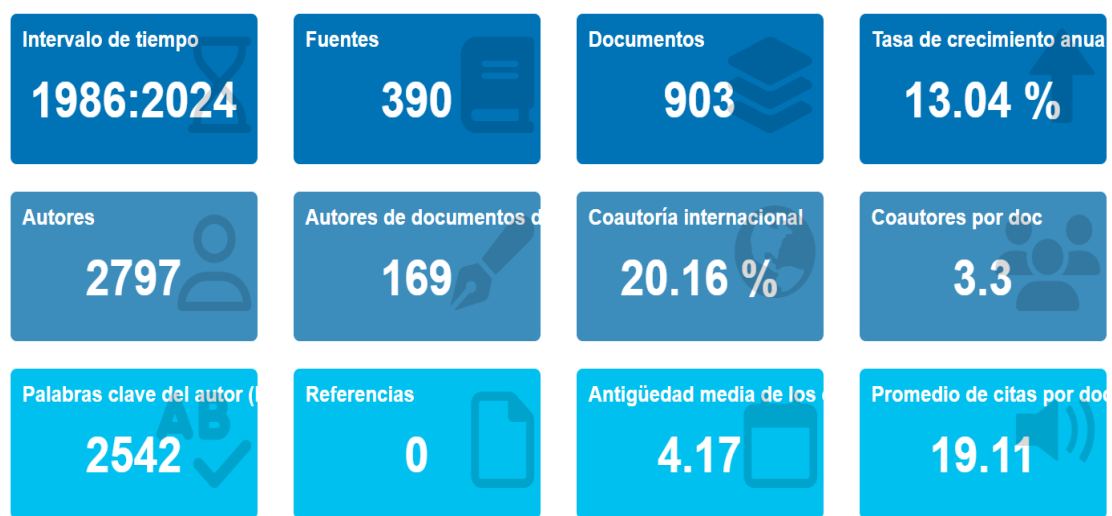 Intervalo de tiempo
1986:2024
Fuentes
390
Documentos
903
Tasa de crecimiento anua
13.04 %
Autores
2797
Autores de documentos d
169
Coautoría internacional
20.16 %
Coautores por doc
3.3
Palabras clave del autor (
2542
AB
Referencias
0
Antigüedad media de los
4.17
Promedio de citas por doc
19.11